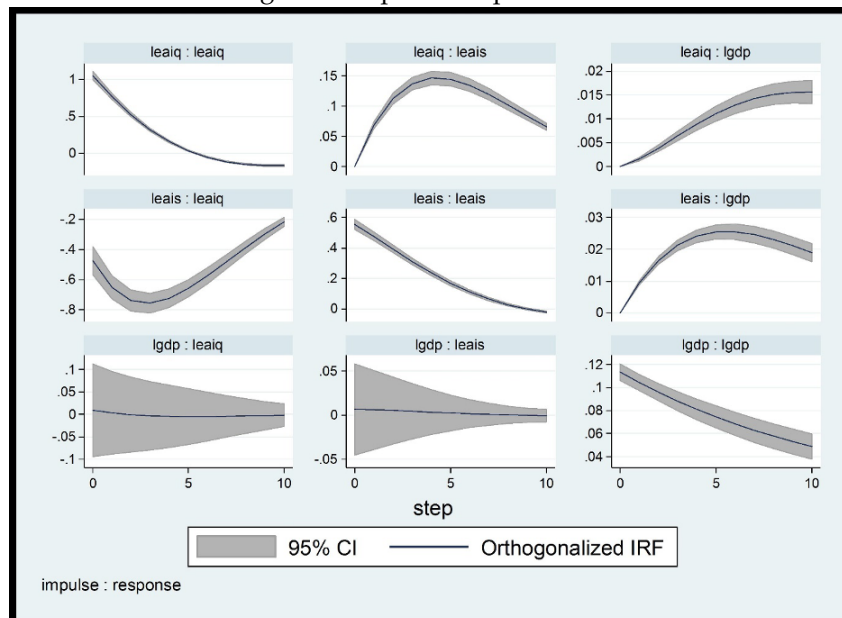 leaiq : leaiq leaiq : leais leaiq : lgdp
1 .15 .02
.5 .1 .015
.01
0 .05 .005
0 0
leais : leaiq leais : leais leais : lgdp
-.2 .6 .03
-.4 .4 .02
-.6 .2 .01
-.8 0 0
lgdp : leaiq lgdp : leais lgdp : lgdp
.1 .05 .12
.05 .1
0 0 .08
-.05 .06
-.1 -.05 .04
0 5 10 0 5 10 0 5 10
step
95% CI Orthogonalized IRF
impulse : response